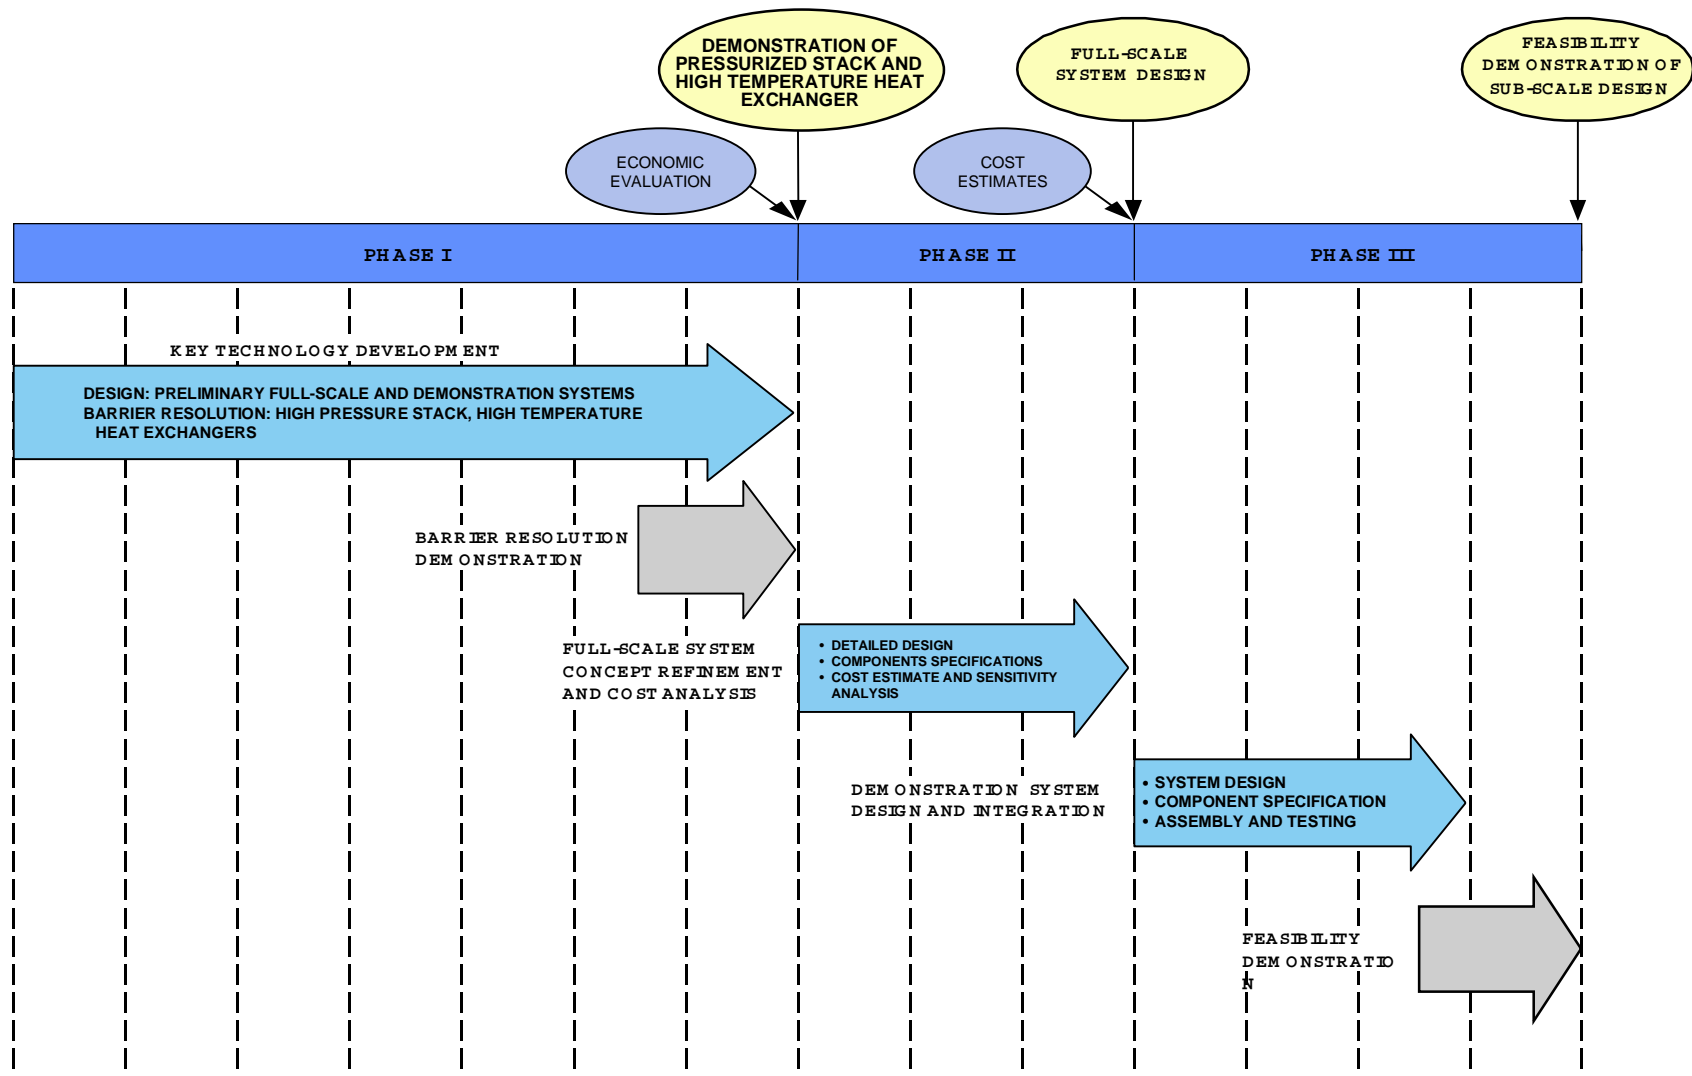 DEMONSTRATION OF
PRESSURIZED STACK AND
HIGH TEMPERATURE HEAT
EXCHANGER
FULL-SCALE
SYSTEM DESIGN
FEASIBILITY
DEMONSTRATION OF
SUB-SCALE DESIGN
ECONOMIC
EVALUATION
COST
ESTIMATES
PHASE I
PHASE II
PHASE III
KEY TECHNOLOGY DEVELOPMENT
DESIGN: PRELIMINARY FULL-SCALE AND DEMONSTRATION SYSTEMS
BARRIER RESOLUTION: HIGH PRESSURE STACK, HIGH TEMPERATURE
HEAT EXCHANGERS
BARRIER RESOLUTION
DEMONSTRATION
FULL-SCALE SYSTEM
CONCEPT REFINEMENT
AND COST ANALYSIS
• DETAILED DESIGN
• COMPONENTS SPECIFICATIONS
• COST ESTIMATE AND SENSITIVITY
ANALYSIS
DEMONSTRATION SYSTEM
DESIGN AND INTEGRATION
• SYSTEM DESIGN
• COMPONENT SPECIFICATION
• ASSEMBLY AND TESTING
FEASIBILITY
DEMONSTRATIO
N